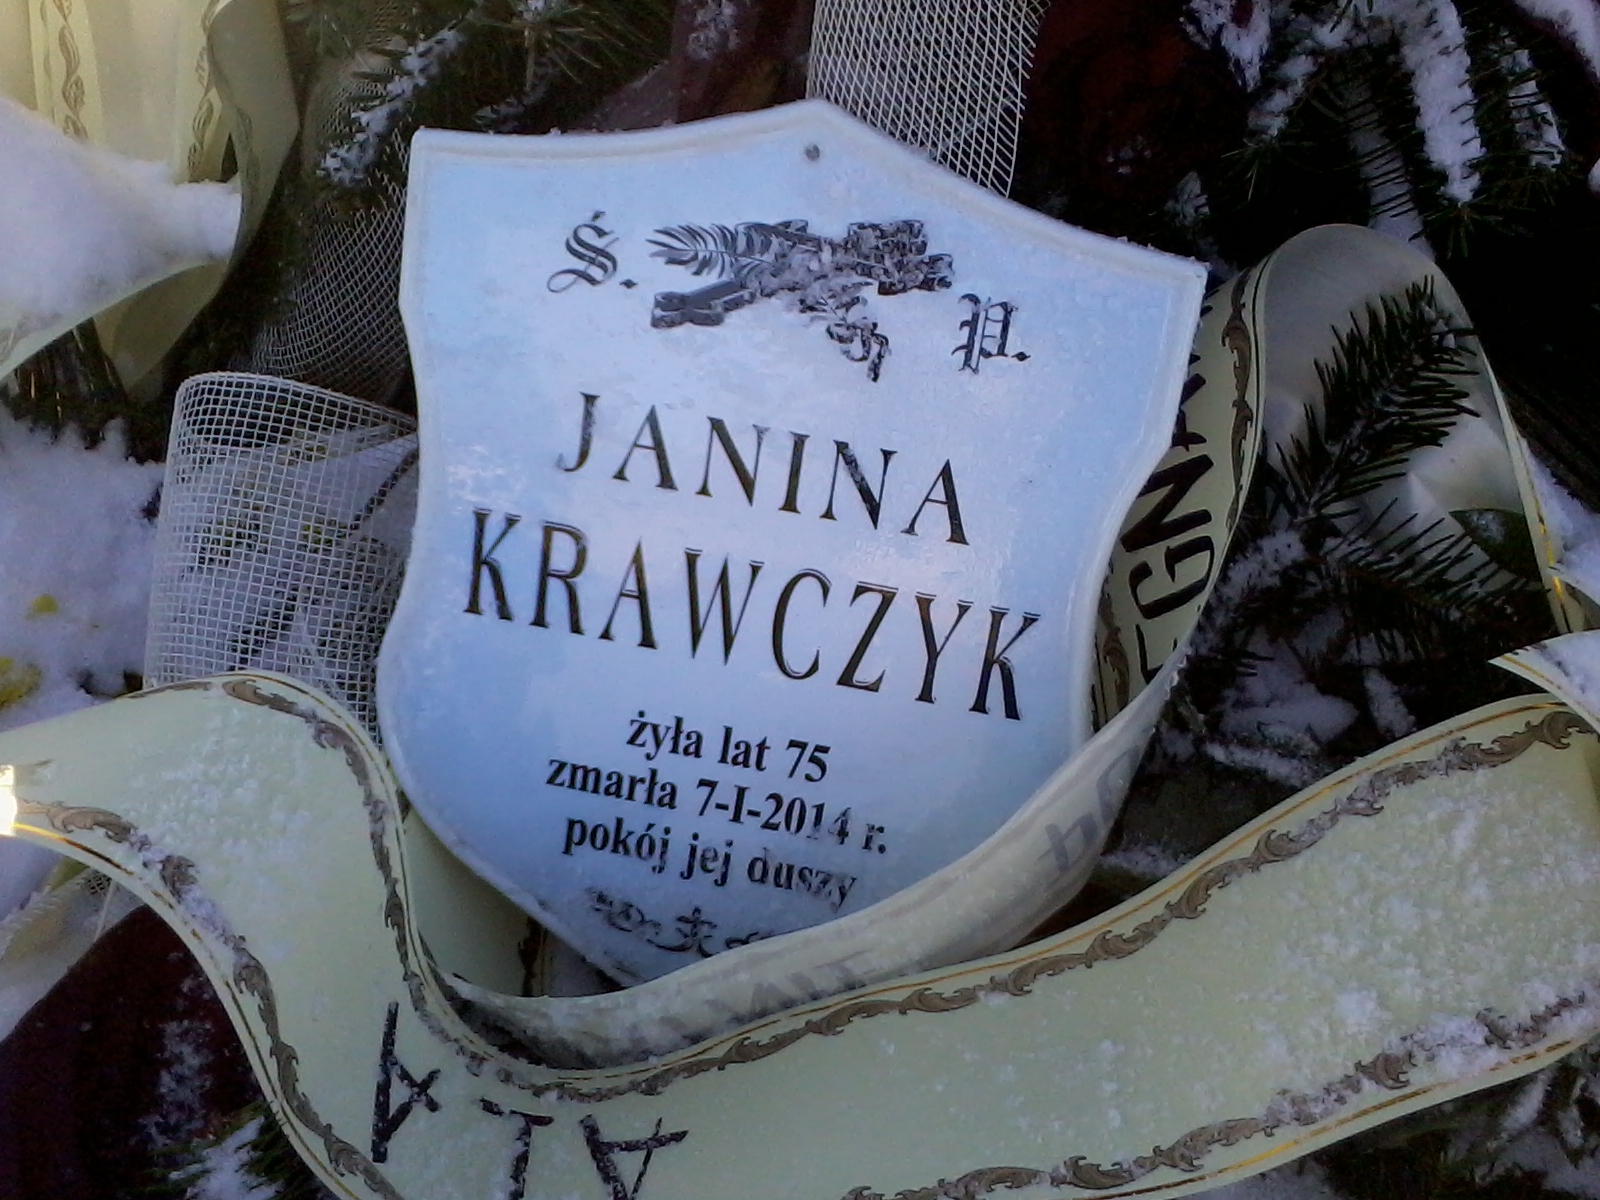 Ś. P.
JANINA
KRAWCZYK
żyła lat 75
zmarła 7-I-2014 r.
pokój jej duszy